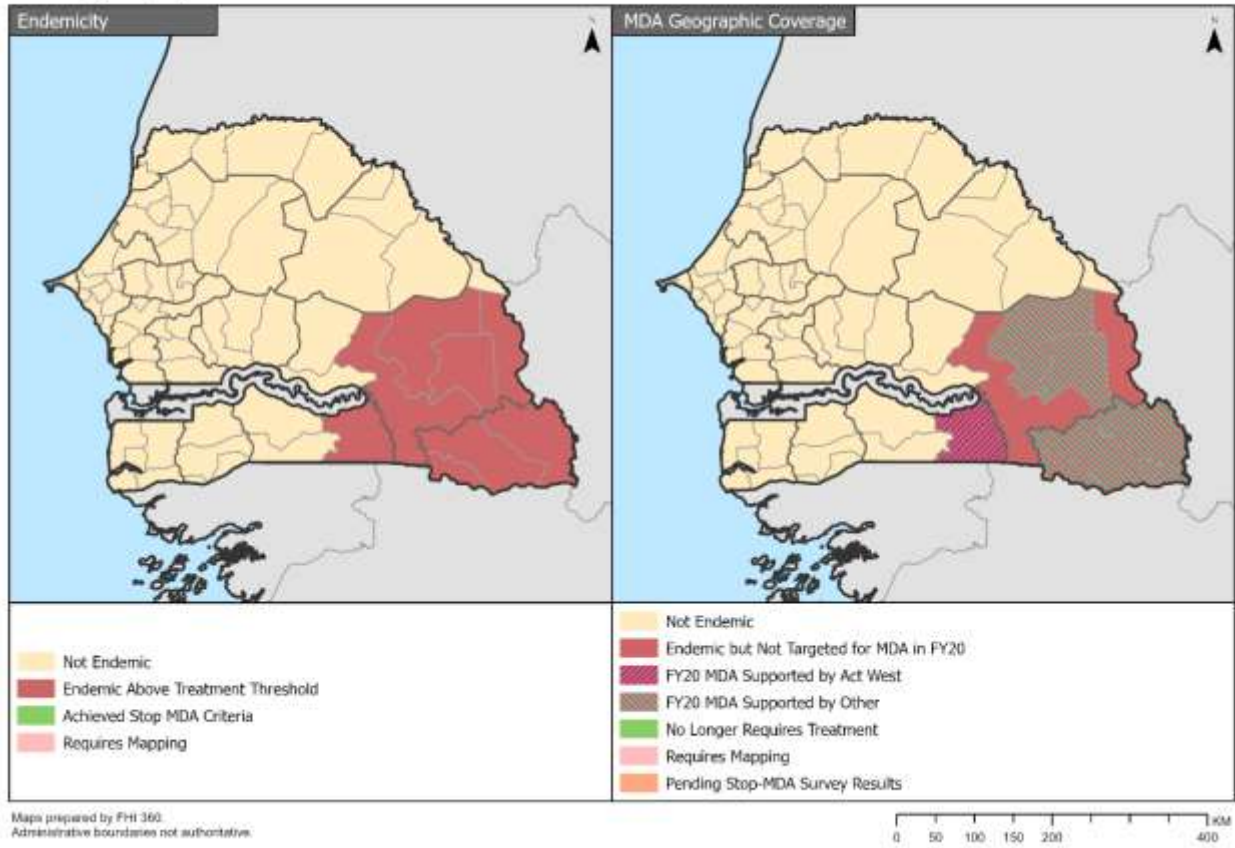 Endemicity
N
MDA Geographic Coverage
N
Not Endemic
Endemic Above Treatment Threshold
Achieved Stop MDA Criteria
Requires Mapping
Not Endemic
Endemic but Not Targeted for MDA in FY20
FY20 MDA Supported by Act West
FY20 MDA Supported by Other
No Longer Requires Treatment
Requires Mapping
Pending Stop-MDA Survey Results
Maps prepared by FHI 360.
Administrative boundaries not authoritative.
KM
0 50 100 150 200 400